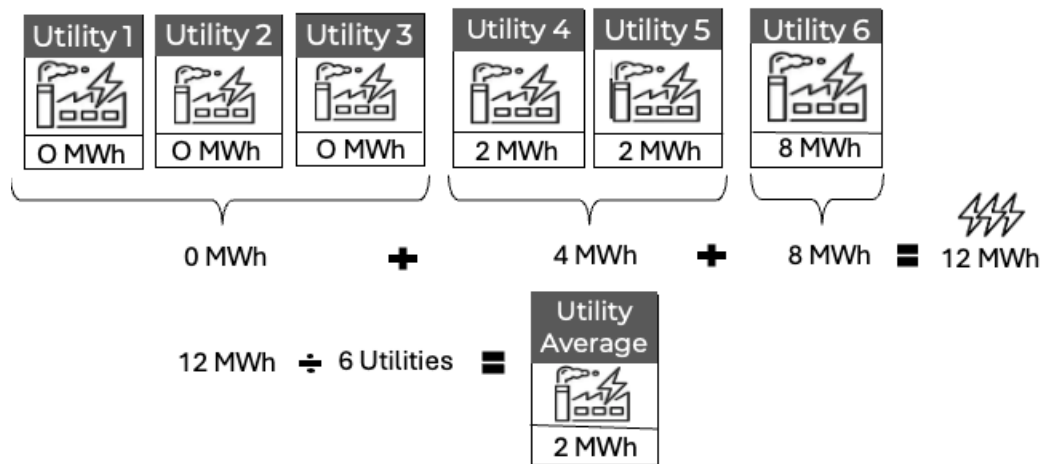 Utility 1 Utility 2 Utility 3 Utility 4 Utility 5 Utility 6
0 MWh 0 MWh 0 MWh 2 MWh 2 MWh 8 MWh
0 MWh + 4 MWh + 8 MWh = 12 MWh
Utility
Average
12 MWh ÷ 6 Utilities =
2 MWh